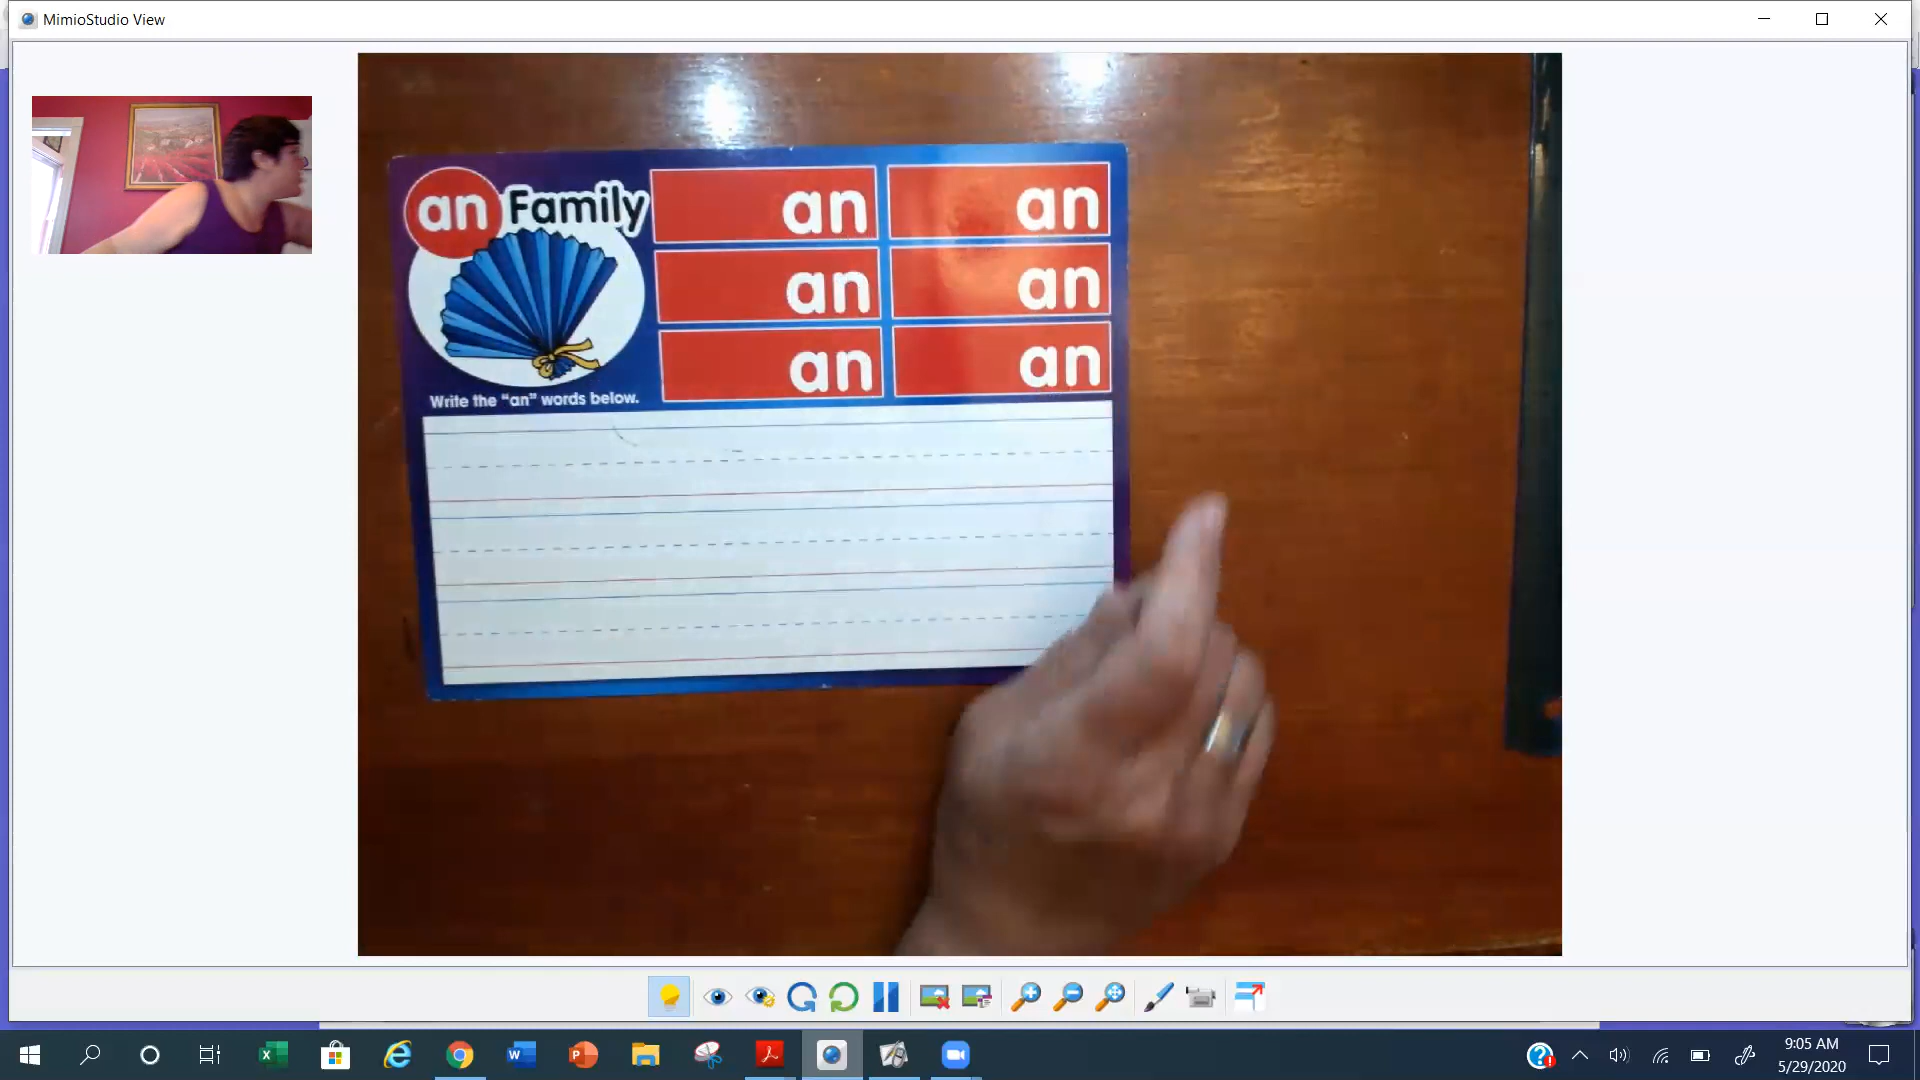 MimioStudio View
an Family
an an
an an
an an
Write the "an" words below.
9:05 AM
5/29/2020